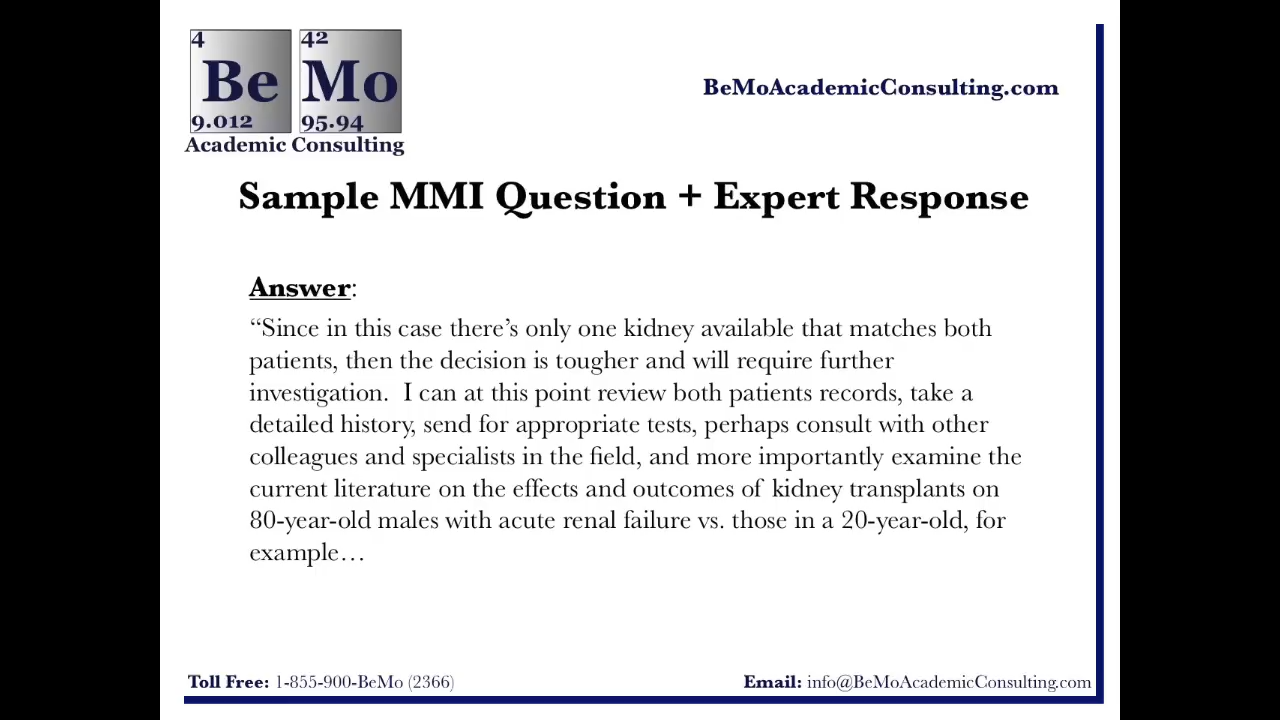 4 42
Be Mo
9.012 95.94
Academic Consulting
BeMoAcademicConsulting.com
Sample MMI Question + Expert Response
Answer:
“Since in this case there’s only one kidney available that matches both
patients, then the decision is tougher and will require further
investigation.  I can at this point review both patients records, take a
detailed history, send for appropriate tests, perhaps consult with other
colleagues and specialists in the field, and more importantly examine the
current literature on the effects and outcomes of kidney transplants on
80-year-old males with acute renal failure vs. those in a 20-year-old, for
example…
Toll Free: 1-855-900-BeMo (2366)
Email: info@BeMoAcademicConsulting.com